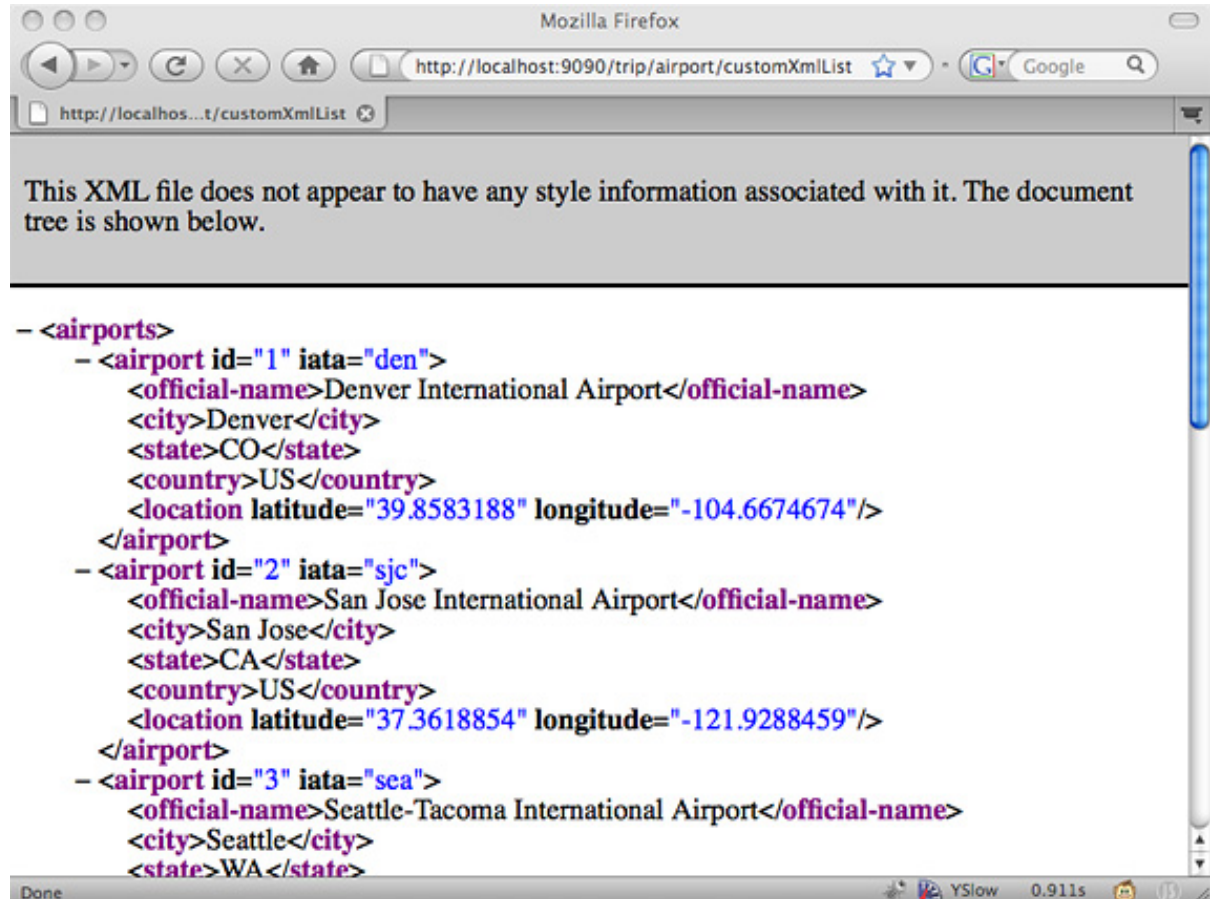 Mozilla Firefox
http://localhost:9090/trip/airport/customXmlList
Google
http://localhos...t/customXmlList
This XML file does not appear to have any style information associated with it. The document
tree is shown below.
– <airports>
– <airport id="1" iata="den">
<official-name>Denver International Airport</official-name>
<city>Denver</city>
<state>CO</state>
<country>US</country>
<location latitude="39.8583188" longitude="-104.6674674"/>
</airport>
– <airport id="2" iata="sjc">
<official-name>San Jose International Airport</official-name>
<city>San Jose</city>
<state>CA</state>
<country>US</country>
<location latitude="37.3618854" longitude="-121.9288459"/>
</airport>
– <airport id="3" iata="sea">
<official-name>Seattle-Tacoma International Airport</official-name>
<city>Seattle</city>
<state>WA</state>
Done YSlow 0.911s